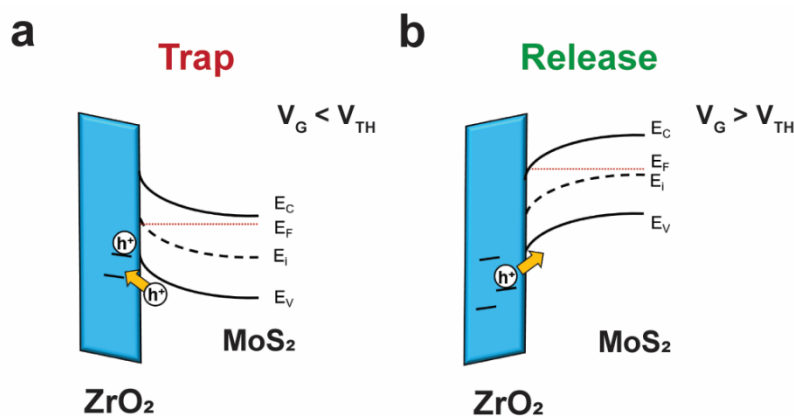 a
Trap
V_G < V_TH
E_C
E_F
E_i
E_V
h⁺
h⁺
MoS₂
ZrO₂
b
Release
V_G > V_TH
E_C
E_F
E_i
E_V
h⁺
MoS₂
ZrO₂